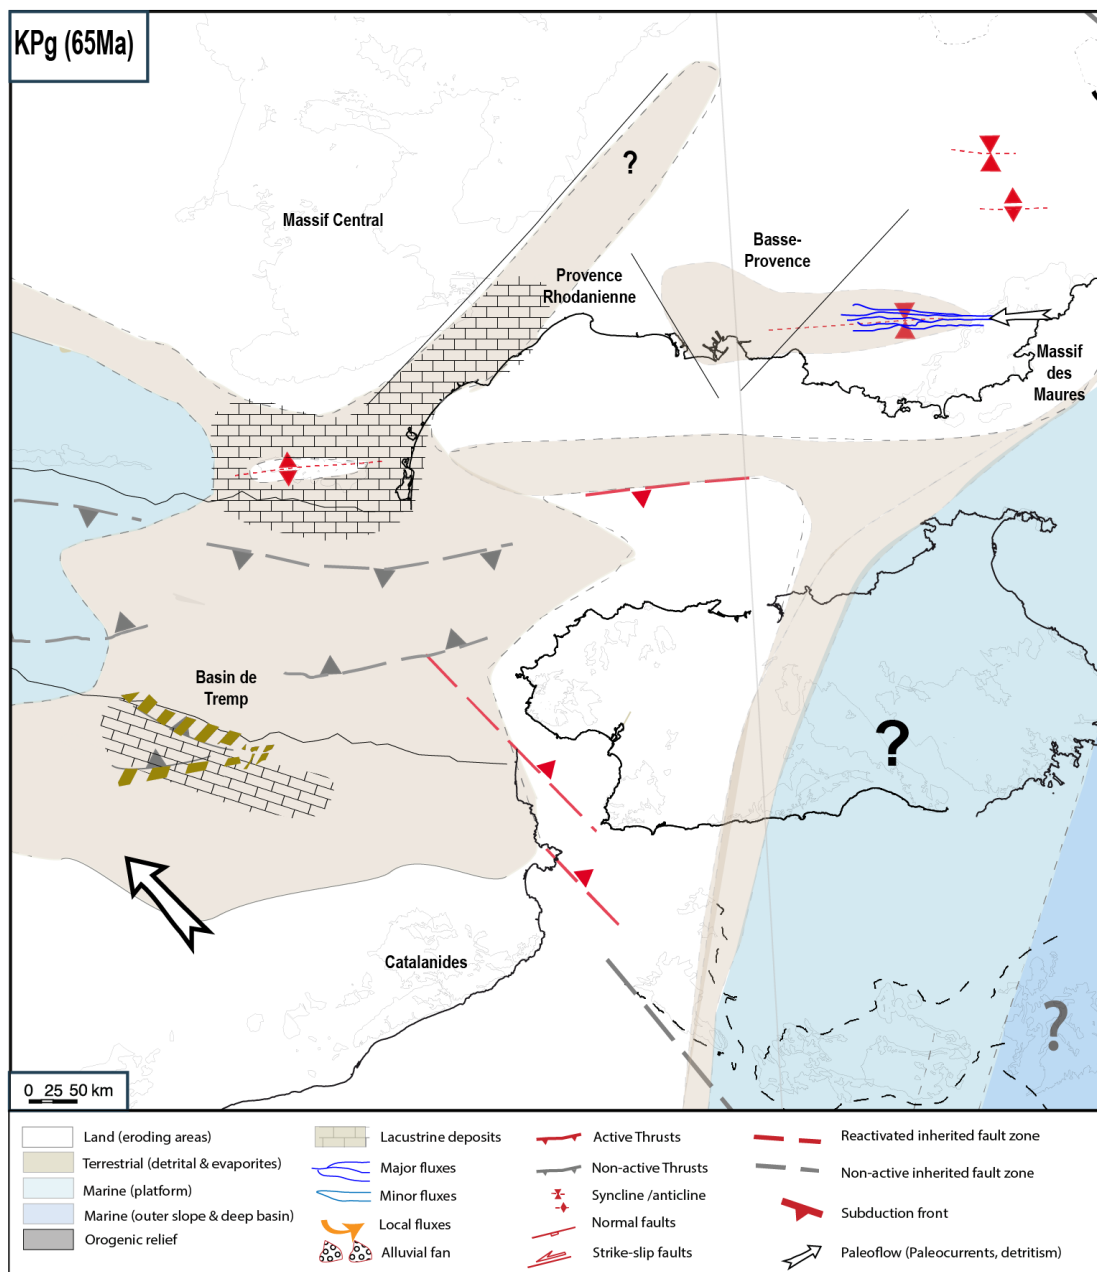 KPg (65Ma)
?
Massif Central
Basse-
Provence
Provence
Rhodanienne
Massif
des
Maures
Basin de
Tremp
?
Catalanides
?
0 25 50 km
Land (eroding areas)
Terrestrial (detrital & evaporites)
Marine (platform)
Marine (outer slope & deep basin)
Orogenic relief
Lacustrine deposits
Major fluxes
Minor fluxes
Local fluxes
Alluvial fan
Active Thrusts
Non-active Thrusts
Syncline /anticline
Normal faults
Strike-slip faults
Reactivated inherited fault zone
Non-active inherited fault zone
Subduction front
Paleoflow (Paleocurrents, detritism)